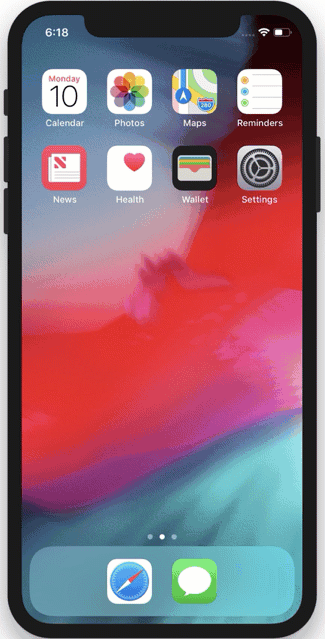 6:18
Monday
10
280
Calendar Photos Maps Reminders
News Health Wallet Settings